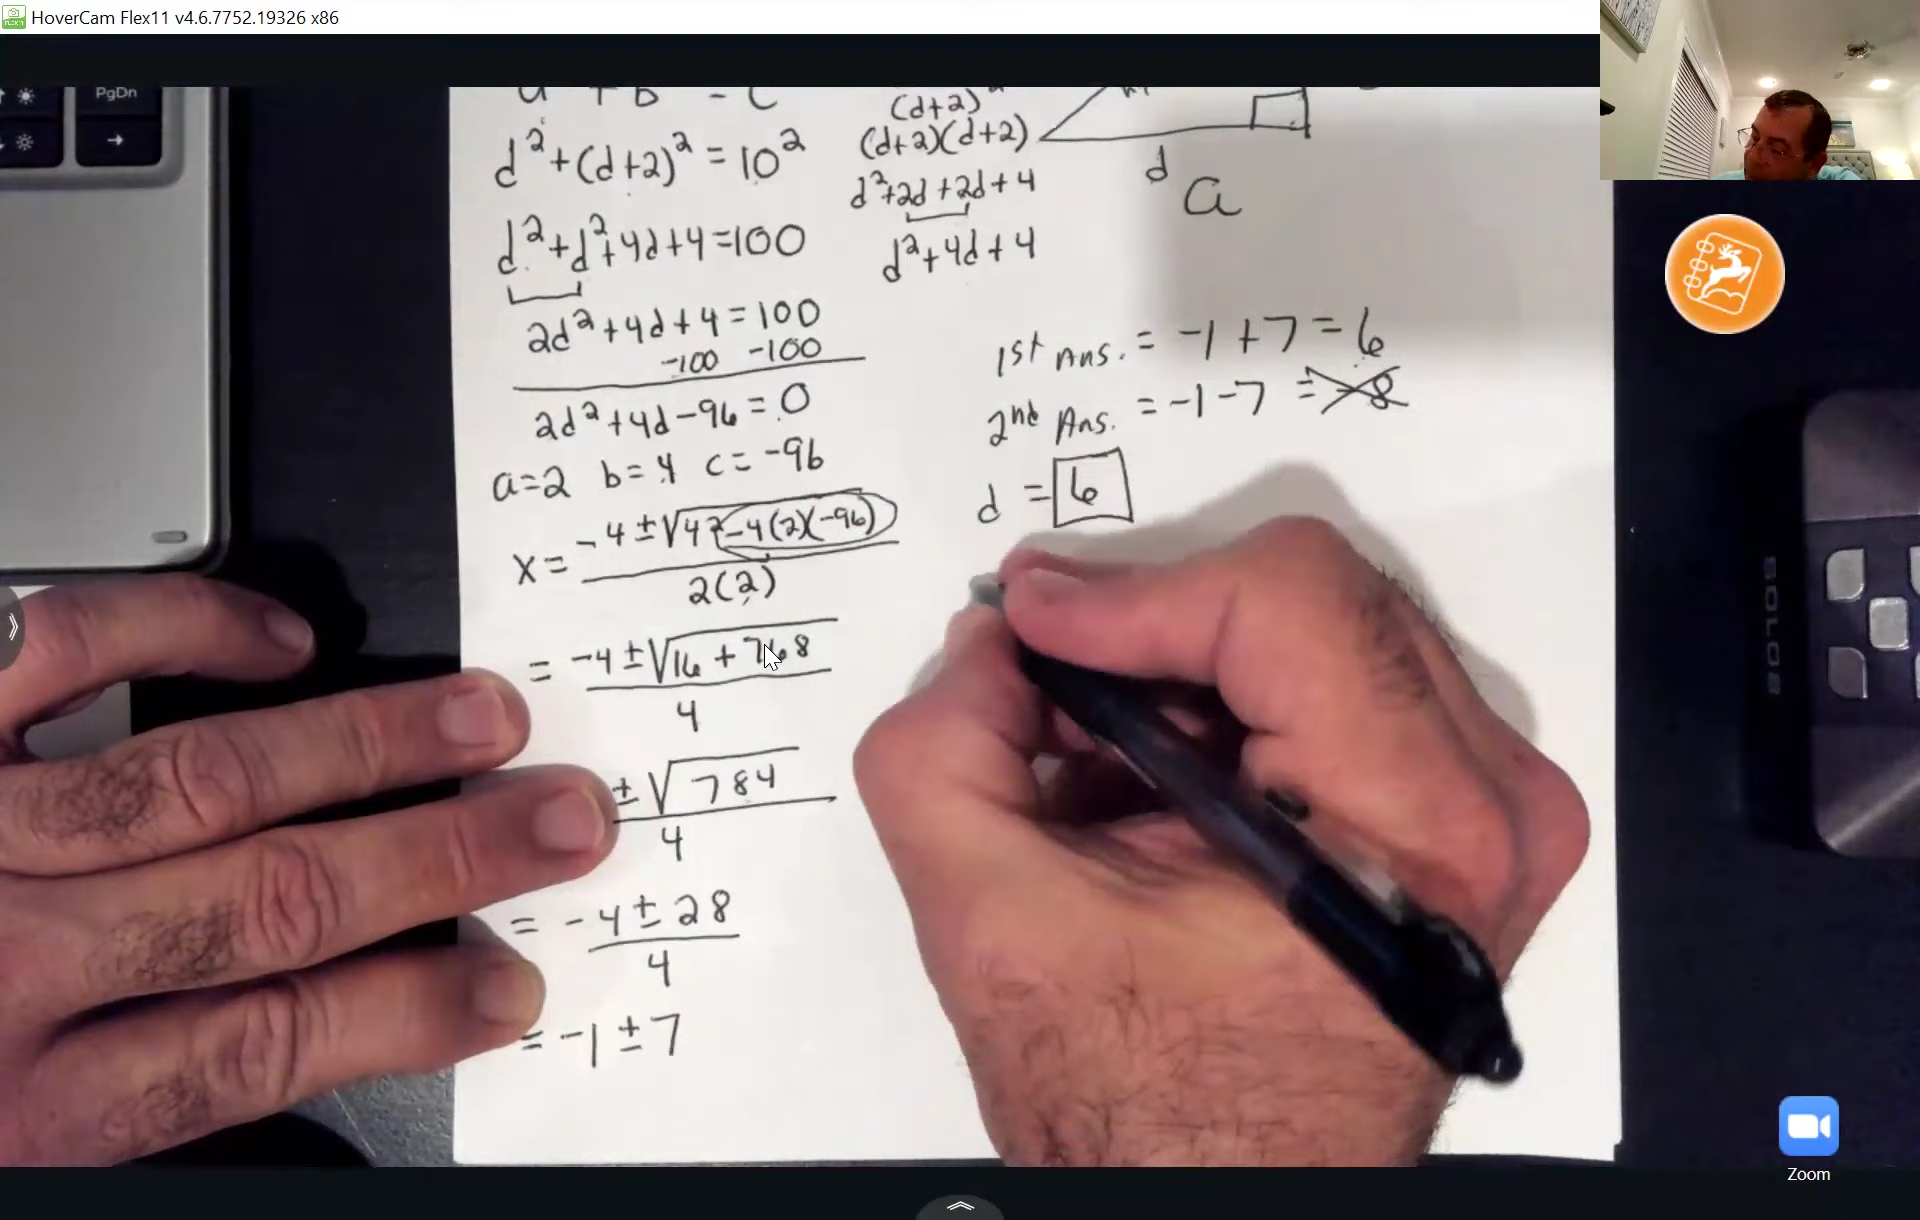 HoverCam Flex11 v4.6.7752.19326 x86
PgDn
a + b = c
d² + (d+2)² = 10²
d² + d² + 4d + 4 = 100
2d² + 4d + 4 = 100
-100 -100
2d² + 4d - 96 = 0
a = 2 b = 4 c = -96
x = -4 ± √4² - 4(2)(-96)
2(2)
= -4 ± √16 + 768
4
± √784
4
= -4 ± 28
4
= -1 ± 7
(d+2)
(d+2)(d+2)
d² + 2d + 2d + 4
d² + 4d + 4
d
a
1st Ans. = -1 + 7 = 6
2nd Ans. = -1 - 7 = -8
d = 6
SOLO8
Zoom